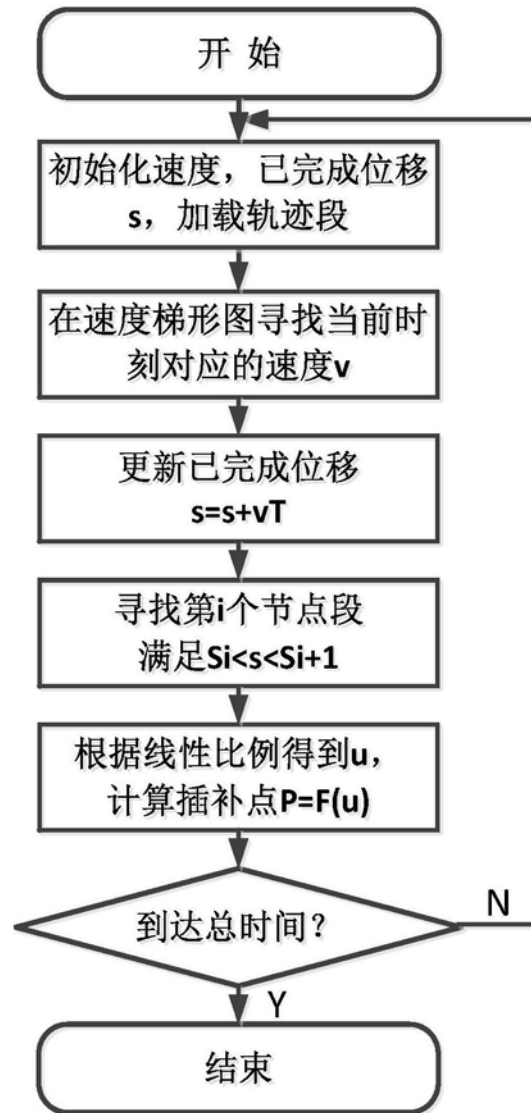 开 始
初始化速度，已完成位移
s，加载轨迹段
在速度梯形图寻找当前时
刻对应的速度v
更新已完成位移
s=s+vT
寻找第i个节点段
满足Si<s<Si+1
根据线性比例得到u，
计算插补点P=F(u)
到达总时间？
N
Y
结束